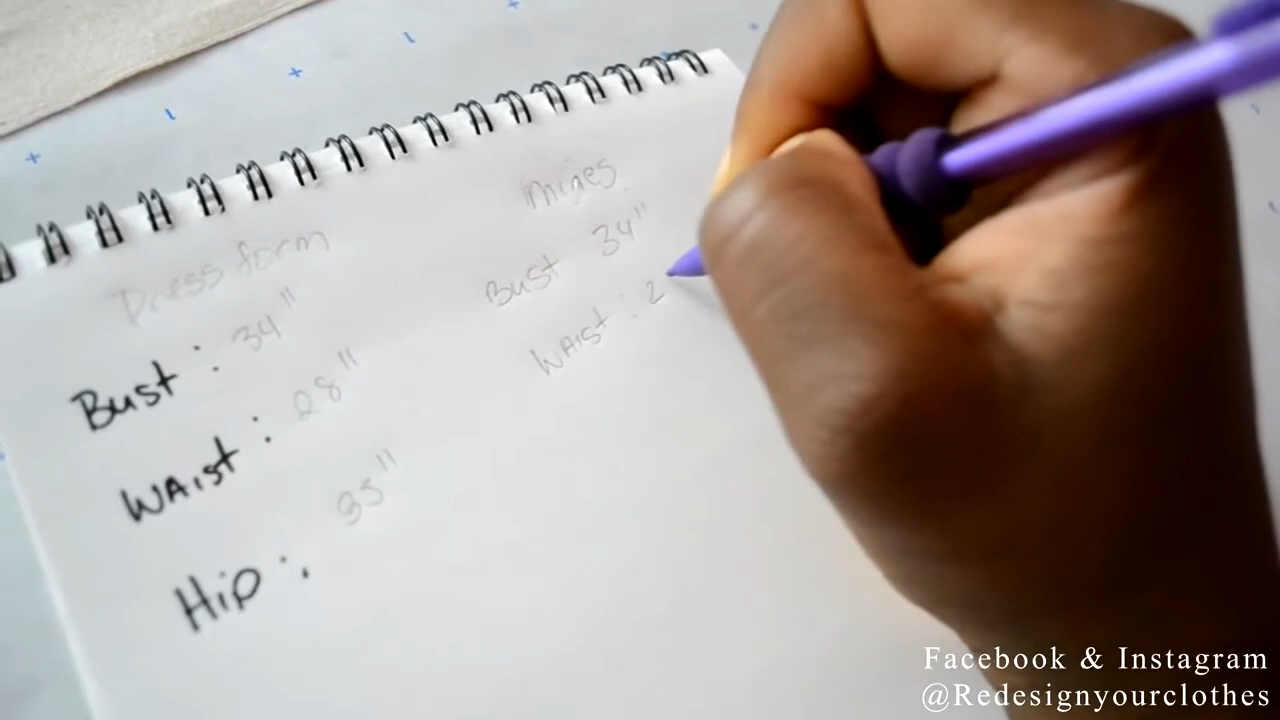 Dress form
Bust : 34"
Waist : 28"
Hip : 35"
Bust 34"
Waist : 2
Facebook & Instagram
@Redesignyourclothes